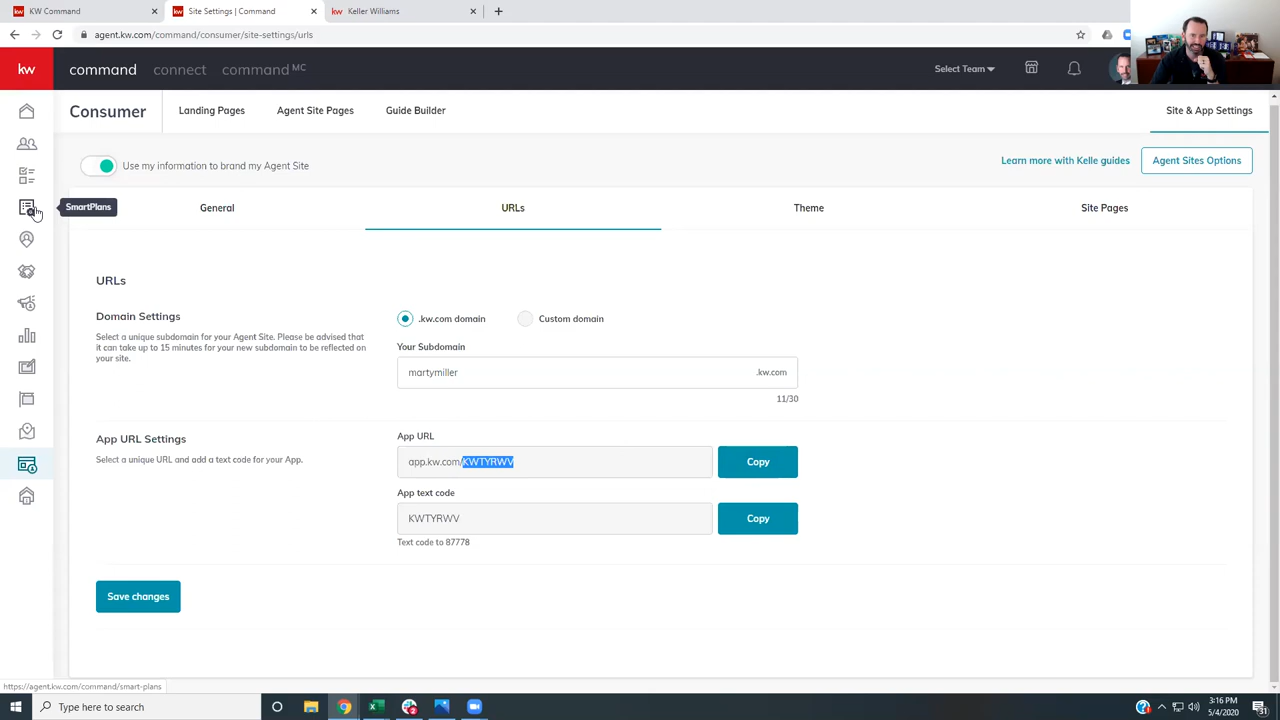 KW Command
Site Settings | Command
Keller Williams
agent.kw.com/command/consumer/site-settings/urls
kw
command
connect
command MC
Select Team
Consumer
Landing Pages
Agent Site Pages
Guide Builder
Site & App Settings
Use my information to brand my Agent Site
Learn more with Kelle guides
Agent Sites Options
SmartPlans
General
URLs
Theme
Site Pages
URLs
Domain Settings
Select a unique subdomain for your Agent Site. Please be advised that
it can take up to 15 minutes for your new subdomain to be reflected on
your site.
.kw.com domain
Custom domain
Your Subdomain
martymiller
.kw.com
11/30
App URL Settings
Select a unique URL and add a text code for your App.
App URL
app.kw.com/KWTYRWV
Copy
App text code
KWTYRWV
Copy
Text code to 87778
Save changes
https://agent.kw.com/command/smart-plans
Type here to search
3:16 PM
5/4/2020